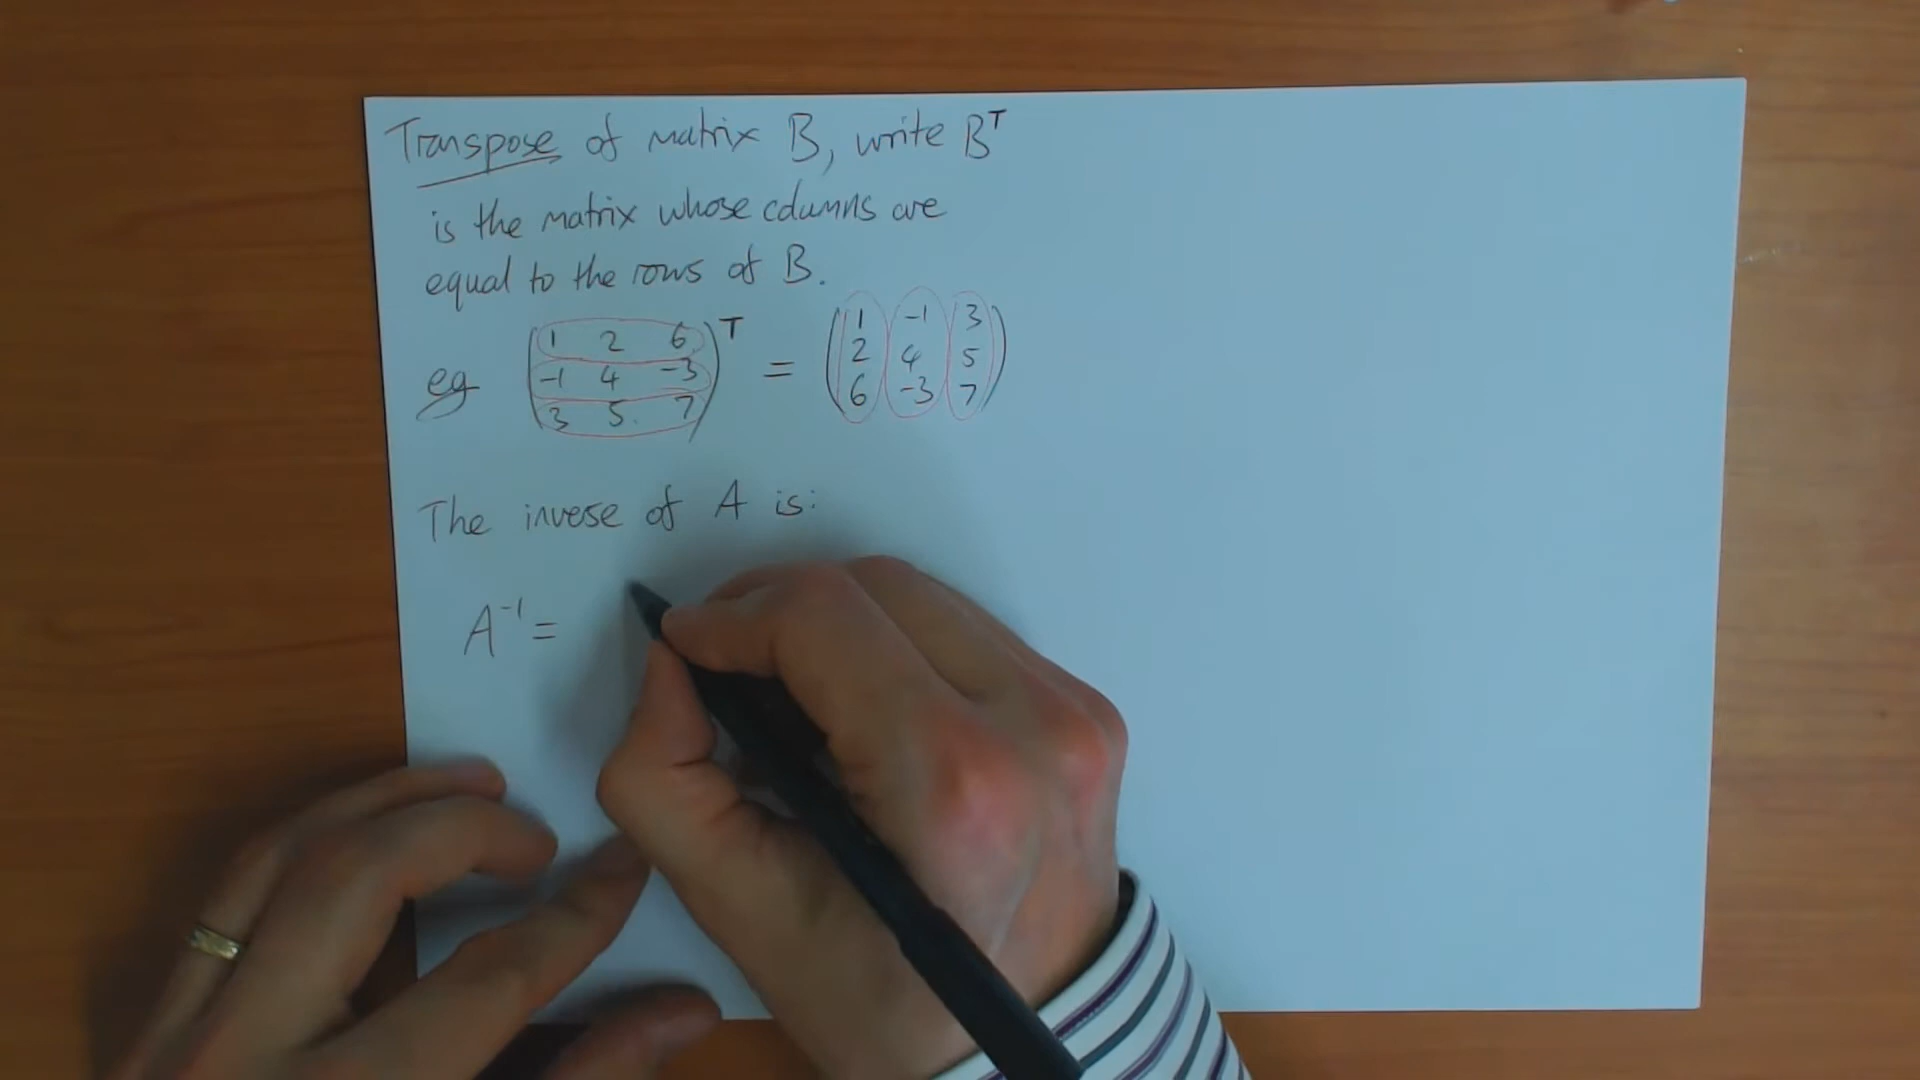 Transpose of matrix B, write Bᵀ
is the matrix whose columns are
equal to the rows of B.
eg (1 2 6 -1 4 -3 3 5. 7)ᵀ = (1 -1 3 2 4 5 6 -3 7)
The invese of A is:
A⁻¹ =